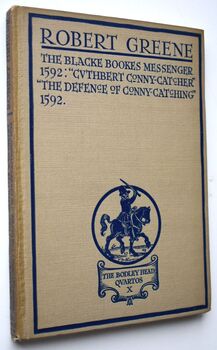 ROBERT GREENE
THE BLACKE BOOKES MESSENGER
1592: "CVTHBERT CONNY-CATCHER"
"THE DEFENCE OF CONNY-CATCHING"
1592.
THE BODLEY HEAD
QVARTOS
X